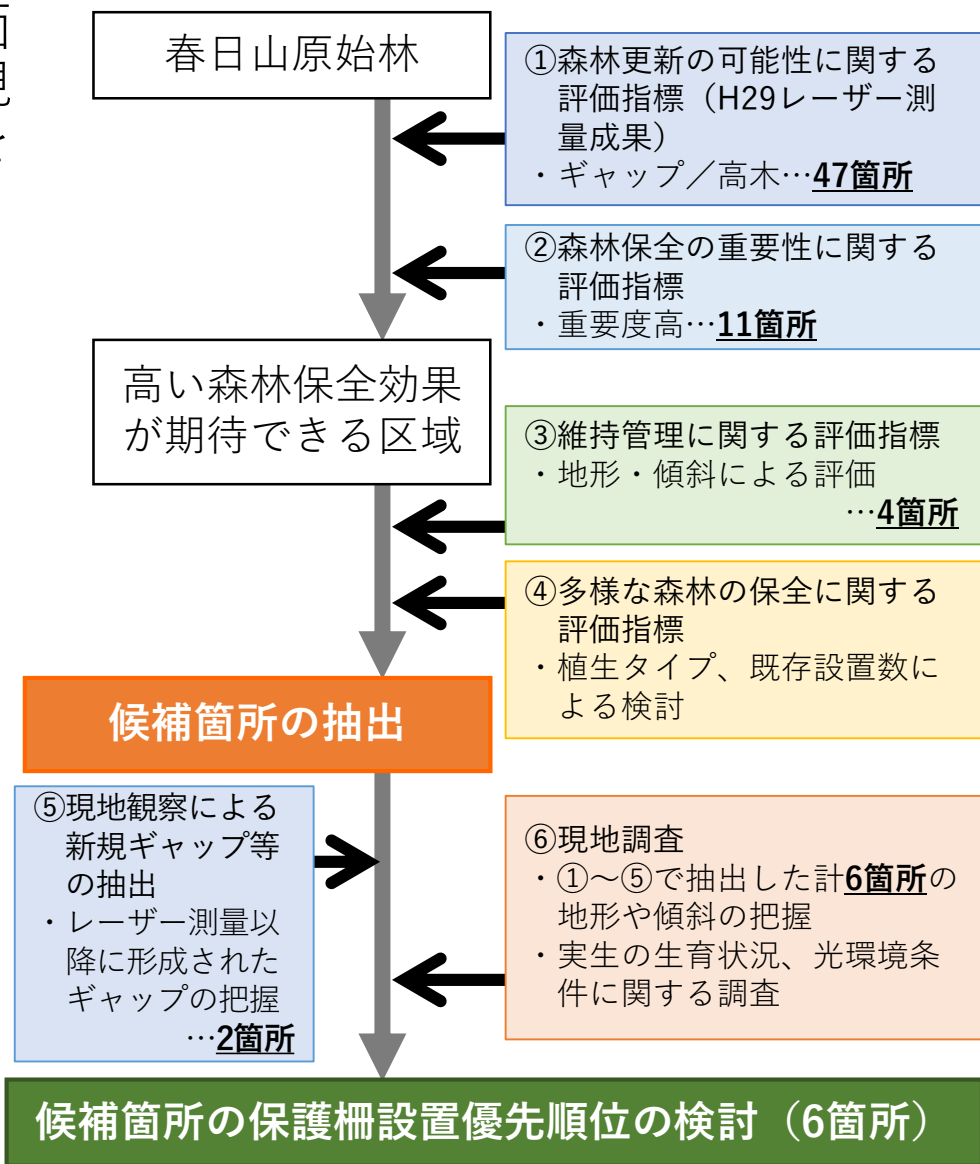 春日山原始林
①森林更新の可能性に関する
評価指標（H29レーザー測
量成果）
・ギャップ／高木…47箇所
②森林保全の重要性に関する
評価指標
・重要度高…11箇所
高い森林保全効果
が期待できる区域
③維持管理に関する評価指標
・地形・傾斜による評価
…4箇所
④多様な森林の保全に関する
評価指標
・植生タイプ、既存設置数に
よる検討
候補箇所の抽出
⑤現地観察による
新規ギャップ等
の抽出
・レーザー測量以
降に形成された
ギャップの把握
…2箇所
⑥現地調査
・①～⑤で抽出した計6箇所の
地形や傾斜の把握
・実生の生育状況、光環境条
件に関する調査
候補箇所の保護柵設置優先順位の検討（6箇所）